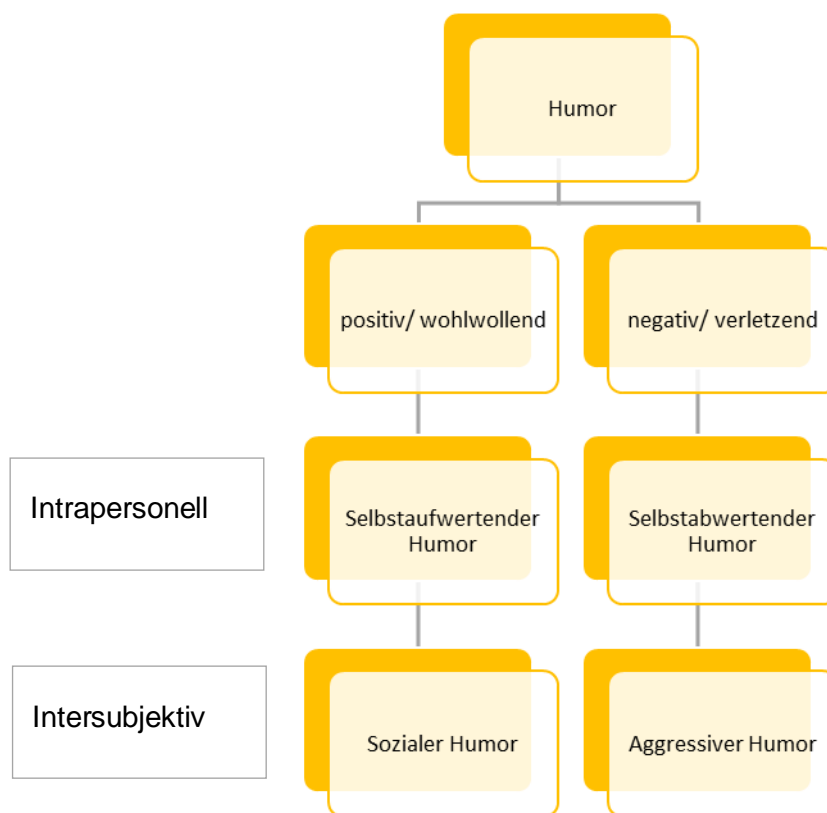 Humor
positiv/ wohlwollend
negativ/ verletzend
Intrapersonell
Selbstaufwertender
Humor
Selbstabwertender
Humor
Intersubjektiv
Sozialer Humor
Aggressiver Humor